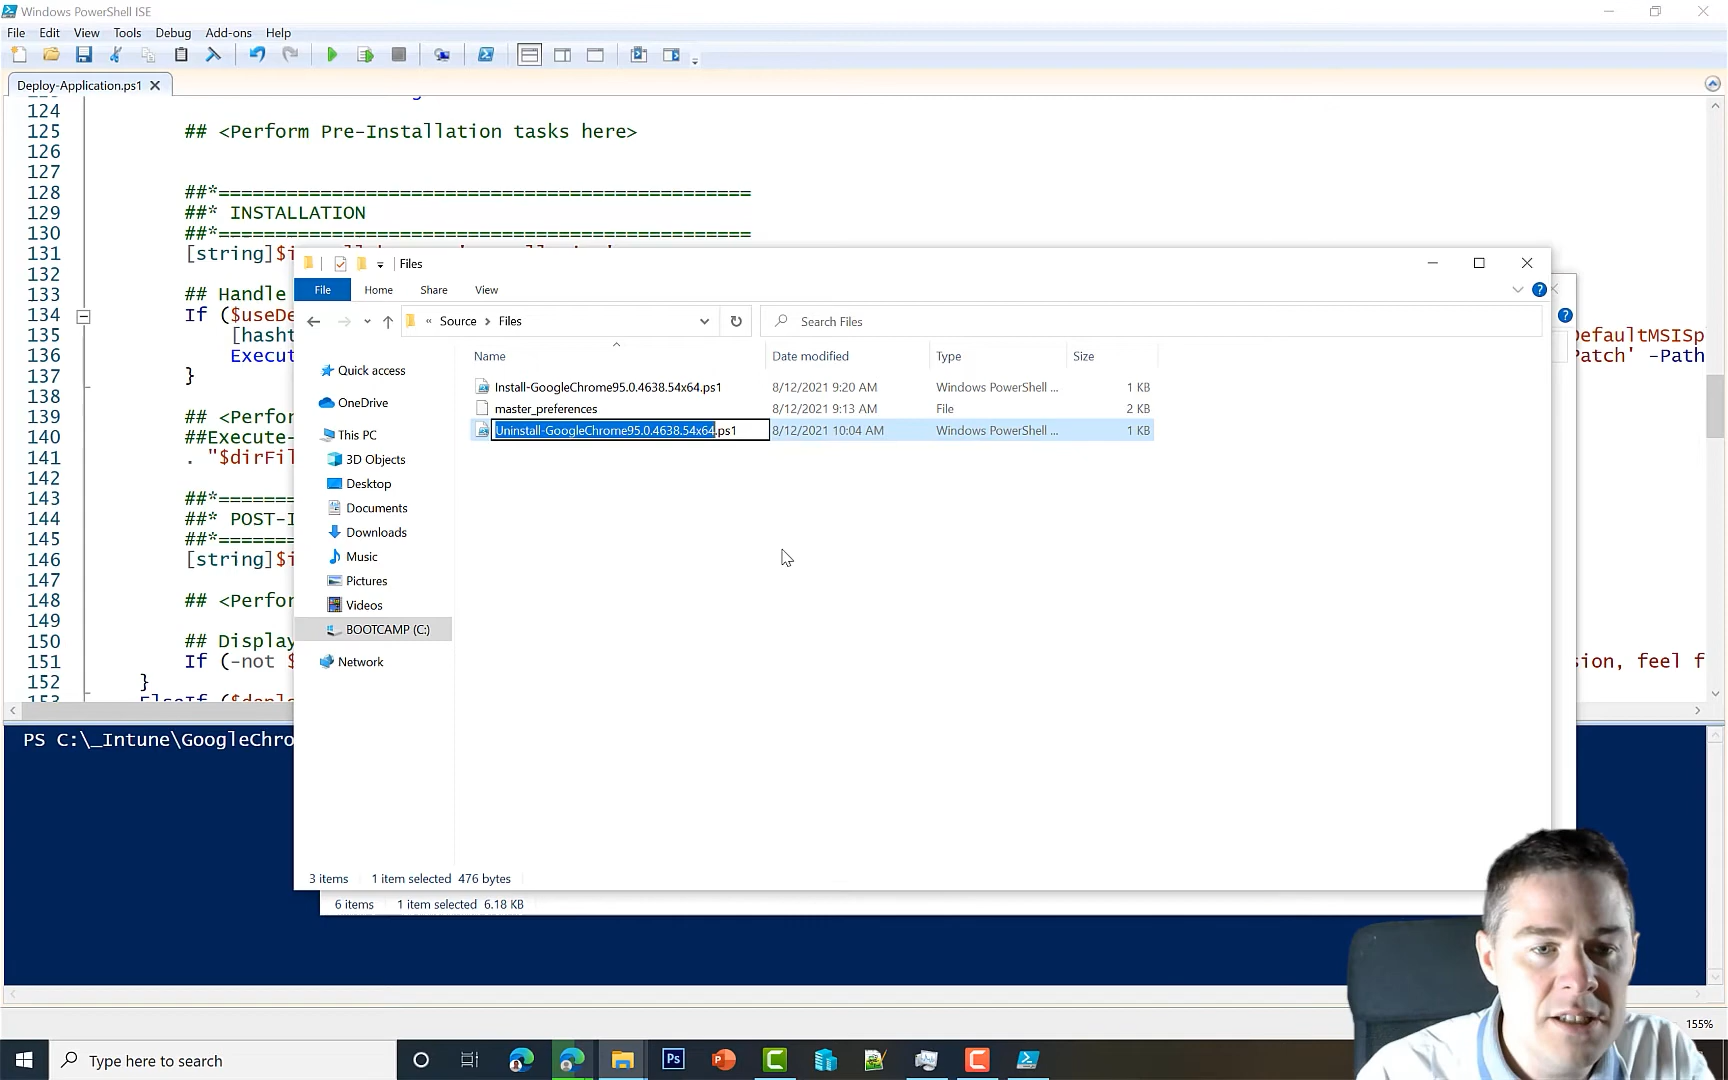 Windows PowerShell ISE
File Edit View Tools Debug Add-ons Help
Deploy-Application.ps1
124
125 ## <Perform Pre-Installation tasks here>
126
127
128 ##*===============================================
129 ##* INSTALLATION
130 ##*===============================================
131 [string]$i
132
133 ## Handle
134 If ($useDe
135 [hasht
DefaultMSISp
136 Execut
Patch' -Path
137 }
138
139 ## <Perfor
140 ##Execute-
141 . "$dirFil
142
143 ##*=======
144 ##* POST-I
145 ##*=======
146 [string]$i
147
148 ## <Perfor
149
150 ## Display
151 If (-not $
sion, feel f
152 }
153
PS C:\_Intune\GoogleChro
Files
File Home Share View
« Source > Files
Search Files
Name Date modified Type Size
Install-GoogleChrome95.0.4638.54x64.ps1 8/12/2021 9:20 AM Windows PowerShell ... 1 KB
master_preferences 8/12/2021 9:13 AM File 2 KB
Uninstall-GoogleChrome95.0.4638.54x64.ps1 8/12/2021 10:04 AM Windows PowerShell ... 1 KB
Quick access
OneDrive
This PC
3D Objects
Desktop
Documents
Downloads
Music
Pictures
Videos
BOOTCAMP (C:)
Network
3 items 1 item selected 476 bytes
6 items 1 item selected 6.18 KB
155%
Type here to search
Ps